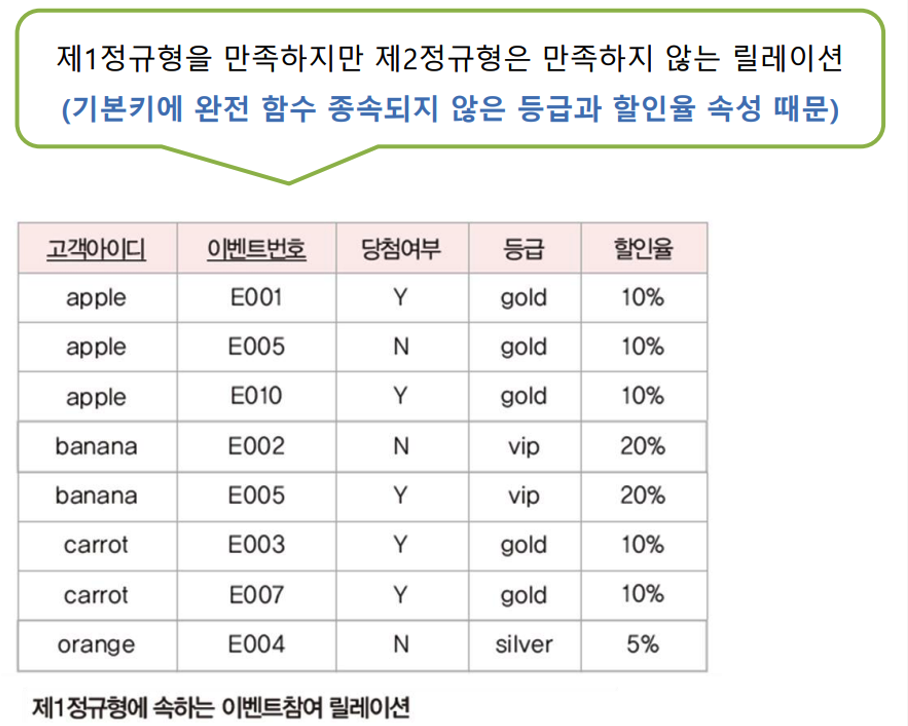 제1정규형을 만족하지만 제2정규형은 만족하지 않는 릴레이션
(기본키에 완전 함수 종속되지 않은 등급과 할인율 속성 때문)
고객아이디 이벤트번호 당첨여부 등급 할인율
apple E001 Y gold 10%
apple E005 N gold 10%
apple E010 Y gold 10%
banana E002 N vip 20%
banana E005 Y vip 20%
carrot E003 Y gold 10%
carrot E007 Y gold 10%
orange E004 N silver 5%
제1정규형에 속하는 이벤트참여 릴레이션